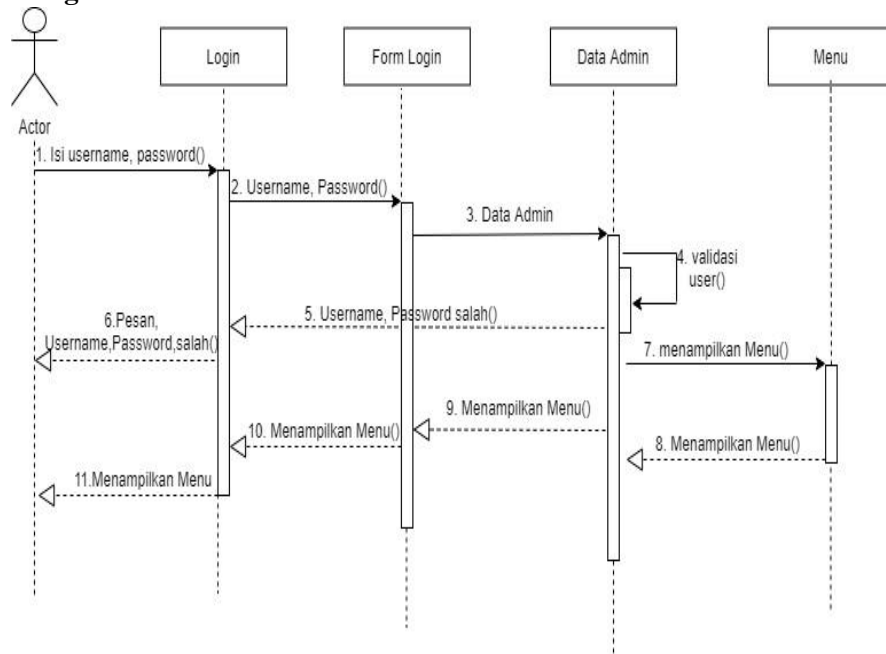 Login
Form Login
Data Admin
Menu
Actor
1. Isi username, password()
2. Username, Password()
3. Data Admin
4. validasi
user()
5. Username, Password salah()
6.Pesan,
Username,Password,salah()
7. menampilkan Menu()
8. Menampilkan Menu()
9. Menampilkan Menu()
10. Menampilkan Menu()
11.Menampilkan Menu